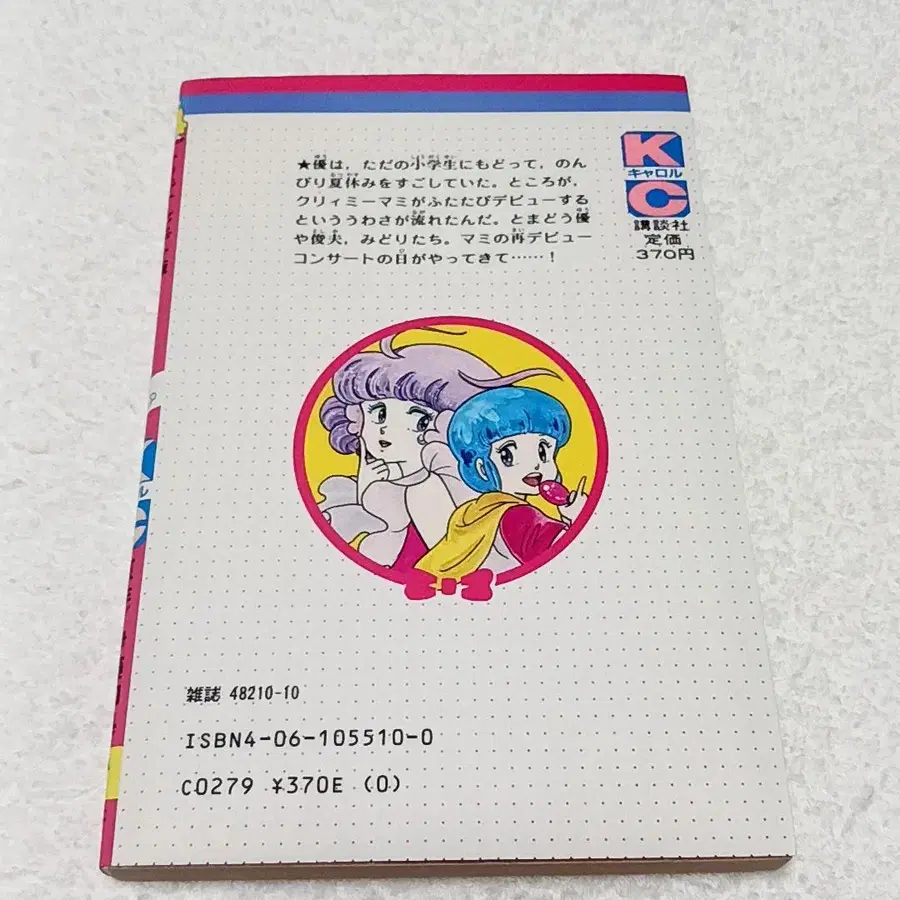 ★優は，ただの小学生にもどって，のん
びり夏休みをすごしていた。ところが，
クリィミーマミがふたたびデビューする
といううわさが流れたんだ。とまどう優
や俊夫，みどりたち。マミの再デビュー
コンサートの日がやってきて……！
K
キャロル
C
講談社
定価
370円
雑誌 48210-10
ISBN4-06-105510-0
C0279 ¥370E (0)